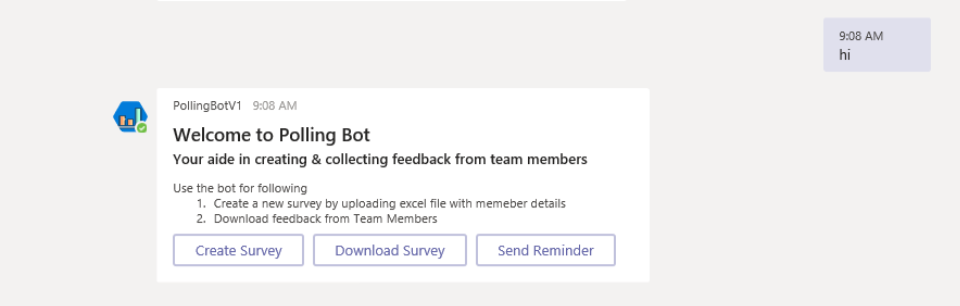 9:08 AM
hi
PollingBotV1 9:08 AM
Welcome to Polling Bot
Your aide in creating & collecting feedback from team members
Use the bot for following
1. Create a new survey by uploading excel file with memeber details
2. Download feedback from Team Members
Create Survey Download Survey Send Reminder